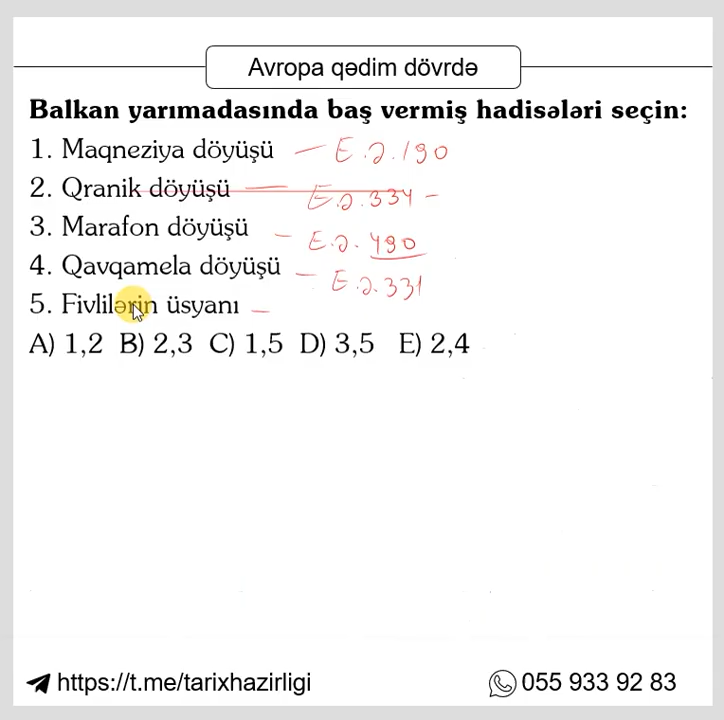 Avropa qədim dövrdə
Balkan yarımadasında baş vermiş hadisələri seçin:
1. Maqneziya döyüşü — E.ə.190
2. Qranik döyüşü — E.ə.334 –
3. Marafon döyüşü – E.ə. 490
4. Qavqamela döyüşü – E.ə.331
5. Fivlilərin üsyanı –
A) 1,2 B) 2,3 C) 1,5 D) 3,5 E) 2,4
https://t.me/tarixhazirligi 055 933 92 83